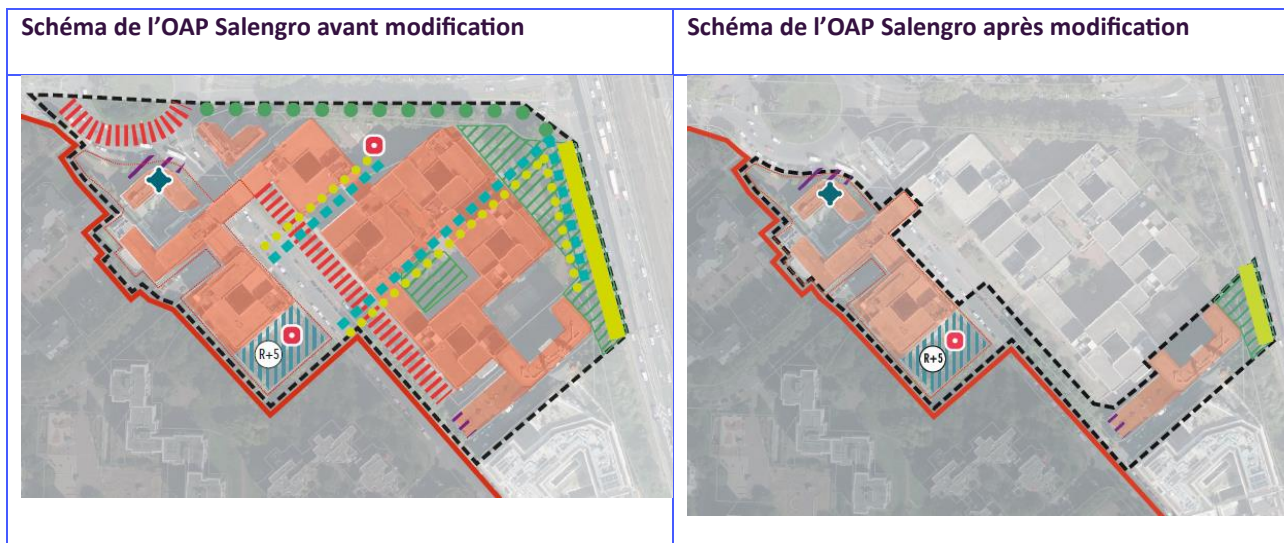 Schéma de l’OAP Salengro avant modification
Schéma de l’OAP Salengro après modification
R+5
R+5